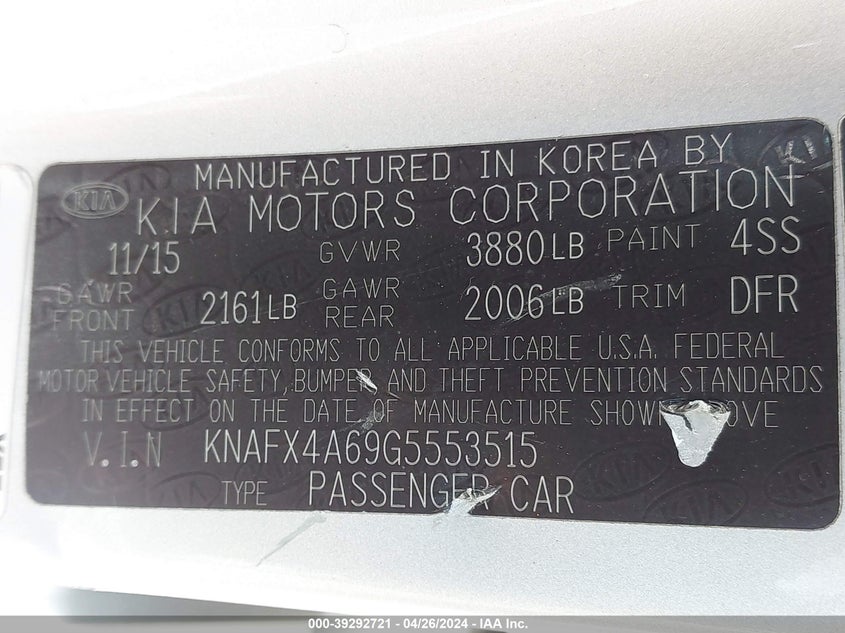 MANUFACTURED IN KOREA BY
KIA KIA MOTORS CORPORATION
11/15 GVWR 3880LB PAINT 4SS
GAWR FRONT 2161LB GAWR REAR 2006LB TRIM DFR
THIS VEHICLE CONFORMS TO ALL APPLICABLE U.S.A. FEDERAL
MOTOR VEHICLE SAFETY, BUMPER, AND THEFT PREVENTION STANDARDS
IN EFFECT ON THE DATE OF MANUFACTURE SHOWN
V.I.N KNAFX4A69G5553515
TYPE PASSENGER CAR
000-39292721 - 04/26/2024 - KNA Inc.